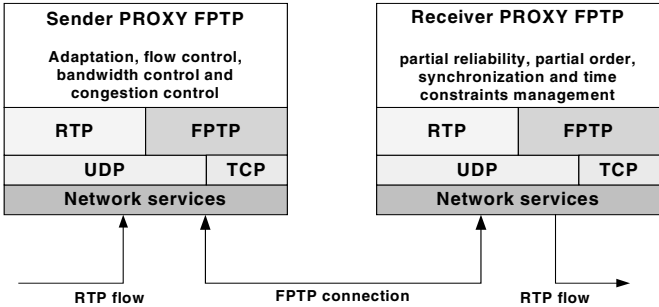 Sender PROXY FPTP
Adaptation, flow control,
bandwidth control and
congestion control
RTP
FPTP
UDP
TCP
Network services
Receiver PROXY FPTP
partial reliability, partial order,
synchronization and time
constraints management
RTP
FPTP
UDP
TCP
Network services
RTP flow
FPTP connection
RTP flow